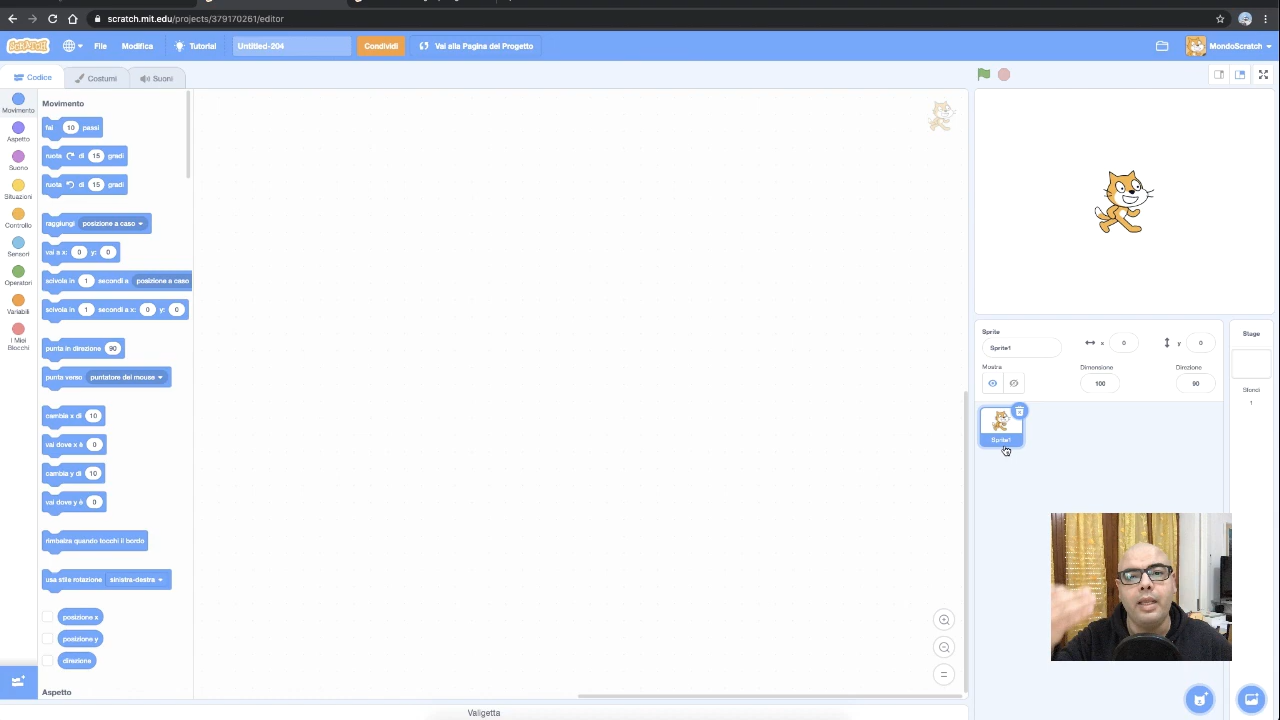 scratch.mit.edu/projects/379170261/editor
SCRATCH
File
Modifica
Tutorial
Untitled-204
Condividi
Vai alla Pagina del Progetto
MondoScratch
Codice
Costumi
Suoni
Movimento
Aspetto
Suono
Situazioni
Controllo
Sensori
Operatori
Variabili
I Miei
Blocchi
Movimento
fai 10 passi
ruota di 15 gradi
ruota di 15 gradi
raggiungi posizione a caso
vai a x: 0 y: 0
scivola in 1 secondi a posizione a caso
scivola in 1 secondi a x: 0 y: 0
punta in direzione 90
punta verso puntatore del mouse
cambia x di 10
vai dove x è 0
cambia y di 10
vai dove y è 0
rimbalza quando tocchi il bordo
usa stile rotazione sinistra-destra
posizione x
posizione y
direzione
Aspetto
Valigetta
Sprite
Sprite1
x 0
y 0
Mostra
Dimensione
100
Direzione
90
Sprite1
Stage
Sfondi
1